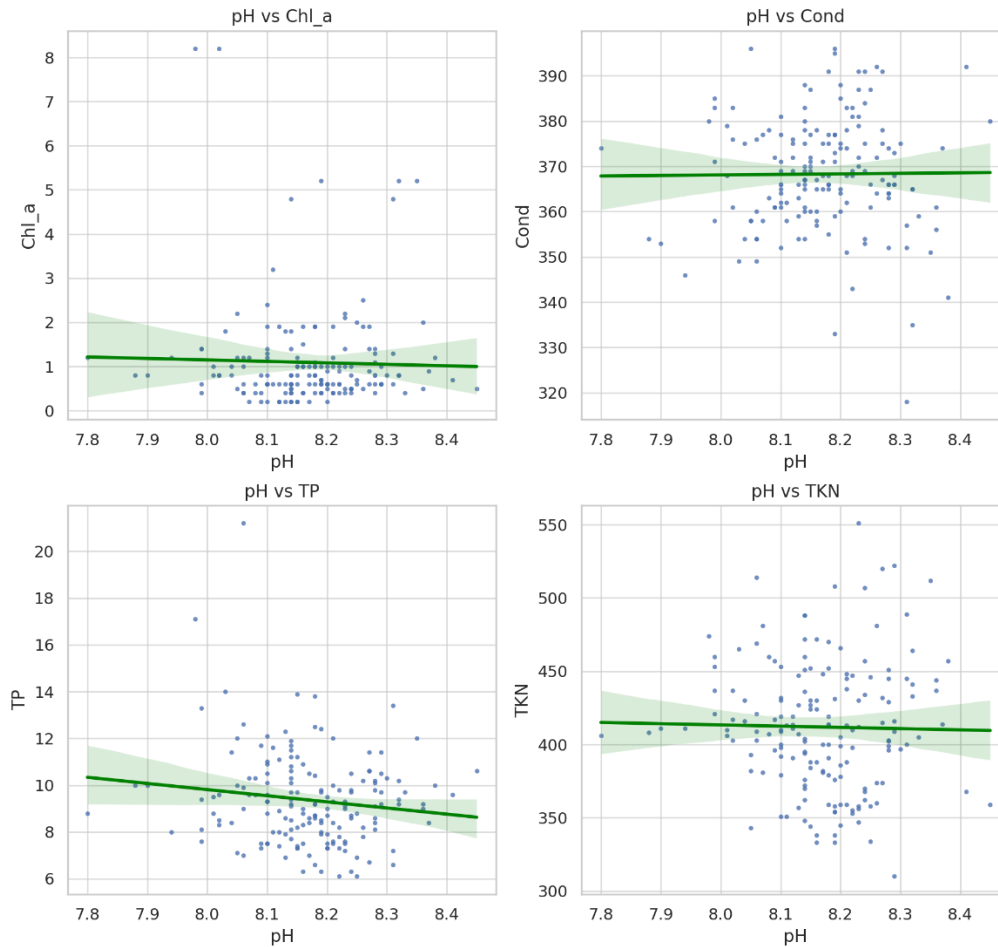 pH vs Chl_a
8
7
6
5
4
3
2
1
0
Chl_a
7.8 7.9 8.0 8.1 8.2 8.3 8.4
pH
pH vs Cond
390
380
370
360
350
340
330
320
Cond
7.8 7.9 8.0 8.1 8.2 8.3 8.4
pH
pH vs TP
20
18
16
14
12
10
8
6
TP
7.8 7.9 8.0 8.1 8.2 8.3 8.4
pH
pH vs TKN
550
500
450
400
350
300
TKN
7.8 7.9 8.0 8.1 8.2 8.3 8.4
pH